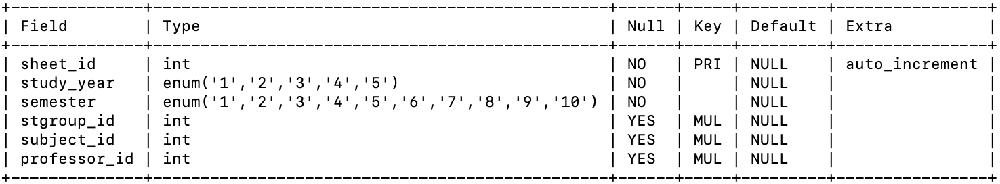 +--------------+------------------------------------------------+------+-----+---------+----------------+
| Field        | Type                                           | Null | Key | Default | Extra          |
+--------------+------------------------------------------------+------+-----+---------+----------------+
| sheet_id     | int                                            | NO   | PRI | NULL    | auto_increment |
| study_year   | enum('1','2','3','4','5')                      | NO   |     | NULL    |                |
| semester     | enum('1','2','3','4','5','6','7','8','9','10') | NO   |     | NULL    |                |
| stgroup_id   | int                                            | YES  | MUL | NULL    |                |
| subject_id   | int                                            | YES  | MUL | NULL    |                |
| professor_id | int                                            | YES  | MUL | NULL    |                |
+--------------+------------------------------------------------+------+-----+---------+----------------+